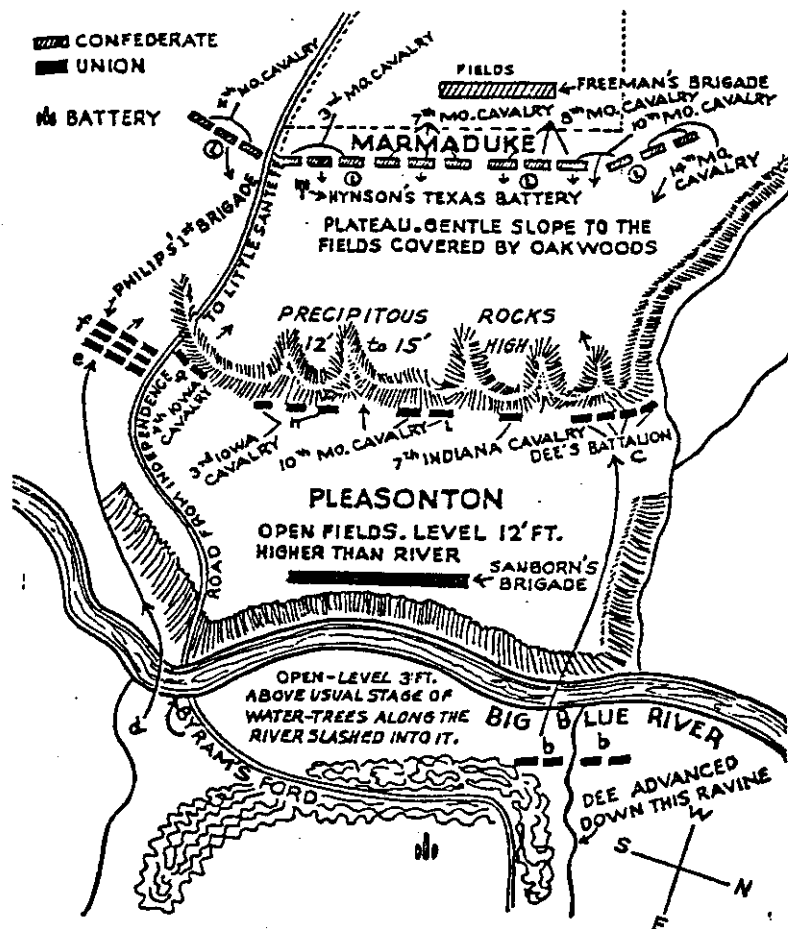 CONFEDERATE
UNION
BATTERY
MO. CAVALRY
3rd MO. CAVALRY
FIELDS
FREEMAN'S BRIGADE
7th MO. CAVALRY
8th MO. CAVALRY
10th MO. CAVALRY
14th MO. CAVALRY
MARMADUKE
L
L
L
L
HYNSON'S TEXAS BATTERY
PLATEAU. GENTLE SLOPE TO THE
FIELDS COVERED BY OAKWOODS
PHILIPS' 1st BRIGADE
TO LITTLE SANTE FE
f
e
PRECIPITOUS ROCKS
12' to 15' HIGH
4th IOWA
CAVALRY
3rd IOWA
CAVALRY
10th MO. CAVALRY
7th INDIANA CAVALRY
DEE'S BATTALION
C
ROAD FROM INDEPENDENCE
PLEASONTON
OPEN FIELDS. LEVEL 12' FT.
HIGHER THAN RIVER
SANBORN'S
BRIGADE
OPEN-LEVEL 3 FT.
ABOVE USUAL STAGE OF
WATER-TREES ALONG THE
RIVER SLASHED INTO IT.
BIG BLUE RIVER
d
BYRAM'S FORD
b b
DEE ADVANCED
DOWN THIS RAVINE
W
S
N
E